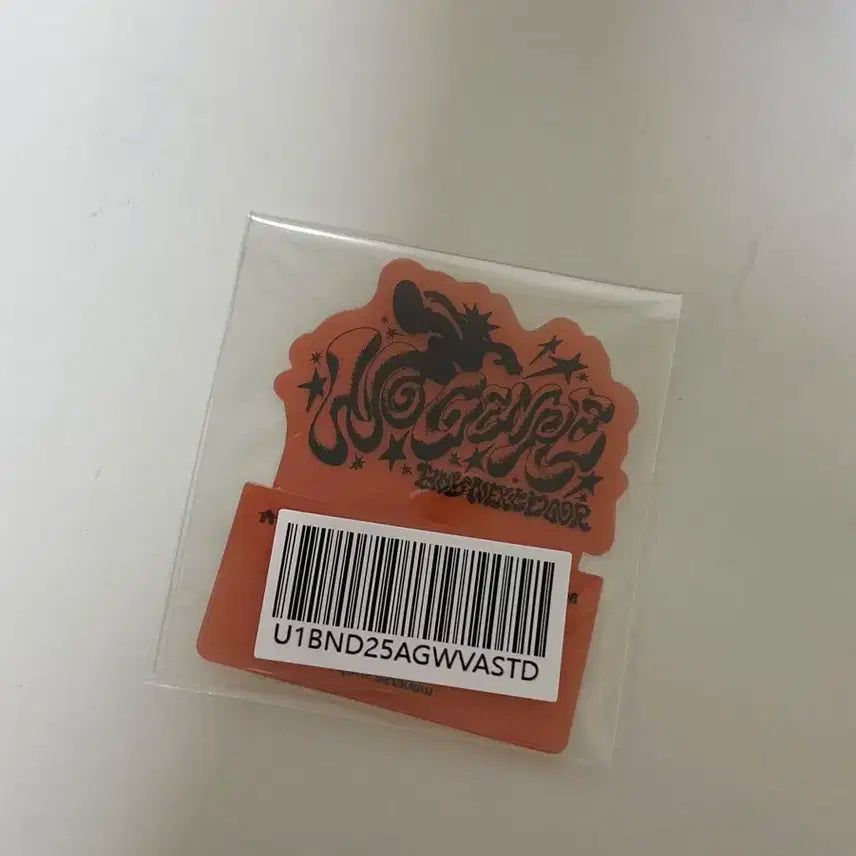 NO GENRE
BOYNEXTDOOR
U1BND25AGWVASTD